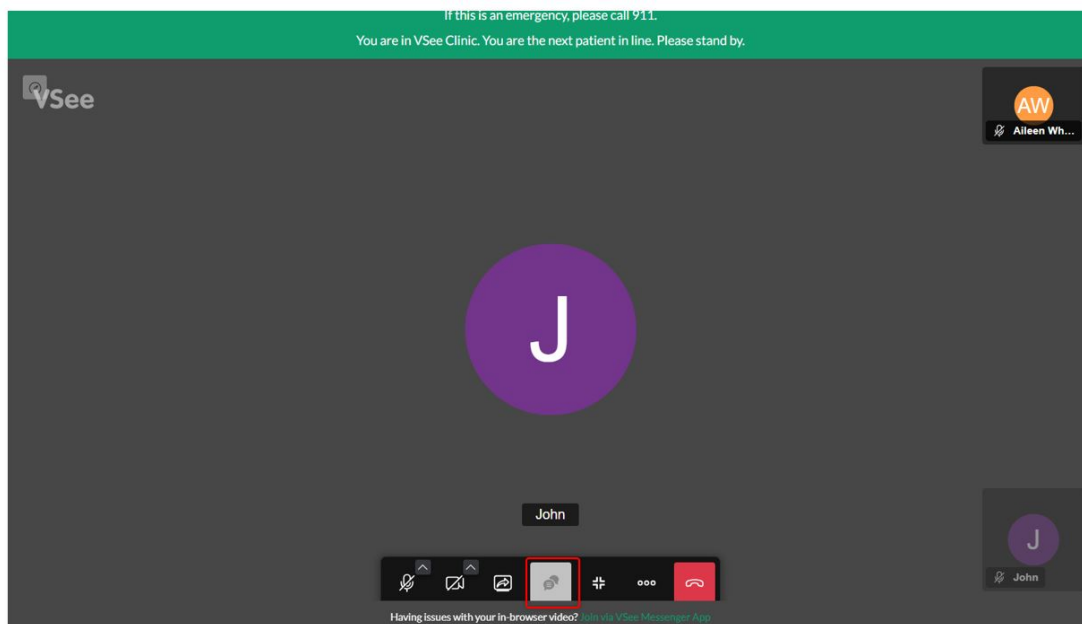 If this is an emergency, please call 911.
You are in VSee Clinic. You are the next patient in line. Please stand by.
VSee
AW
Aileen Wh...
J
John
J
John
Having issues with your in-browser video? Join via VSee Messenger App